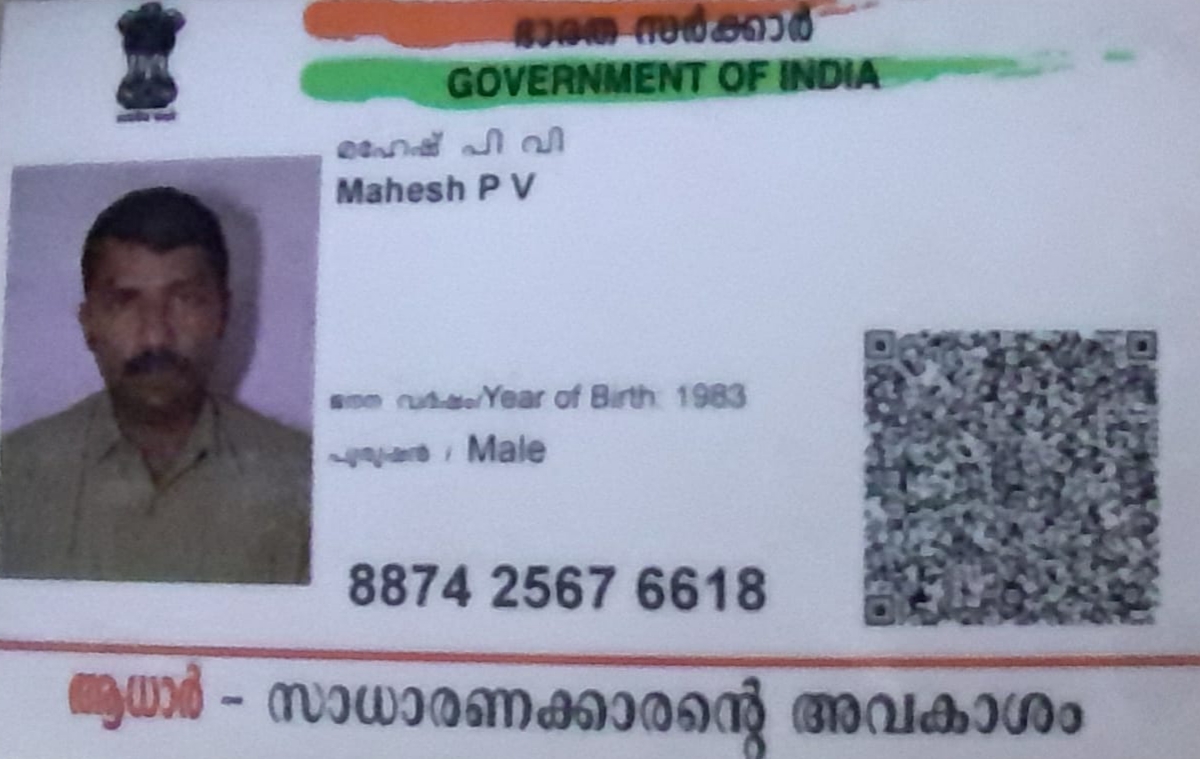 ഭാരത സർക്കാർ
GOVERNMENT OF INDIA
മഹേഷ് പി വി
Mahesh P V
ജനന വർഷം/Year of Birth: 1983
പുരുഷൻ / Male
8874 2567 6618
ആധാർ - സാധാരണക്കാരന്റെ അവകാശം